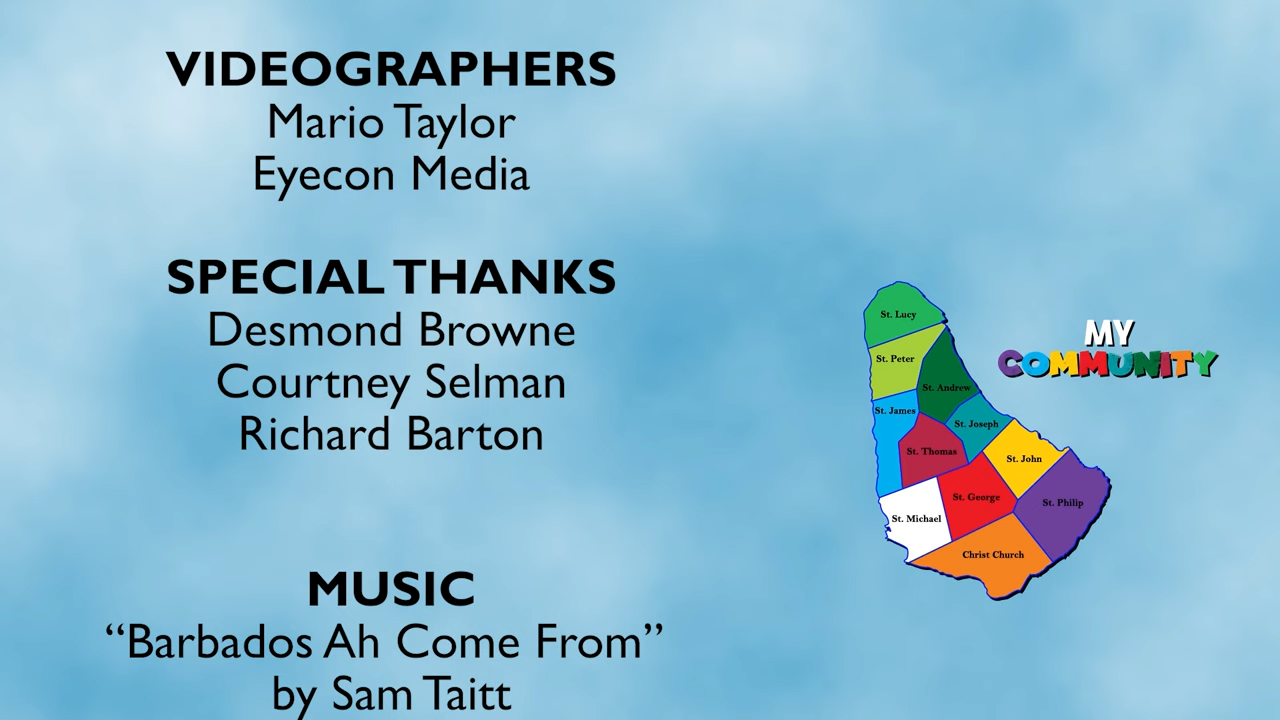 VIDEOGRAPHERS
Mario Taylor
Eyecon Media
SPECIAL THANKS
Desmond Browne
Courtney Selman
Richard Barton
MUSIC
“Barbados Ah Come From”
by Sam Taitt
MY
COMMUNITY
St. Lucy
St. Peter
St. Andrew
St. James
St. Joseph
St. Thomas
St. John
St. George
St. Philip
St. Michael
Christ Church